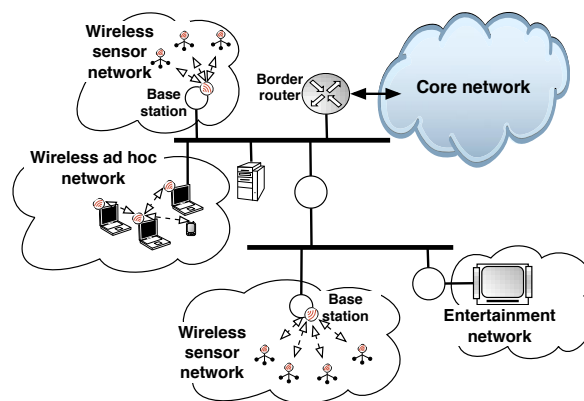 Wireless
sensor
network
Base
station
Border
router
Core network
Wireless ad hoc
network
Base
station
Wireless
sensor
network
Entertainment
network